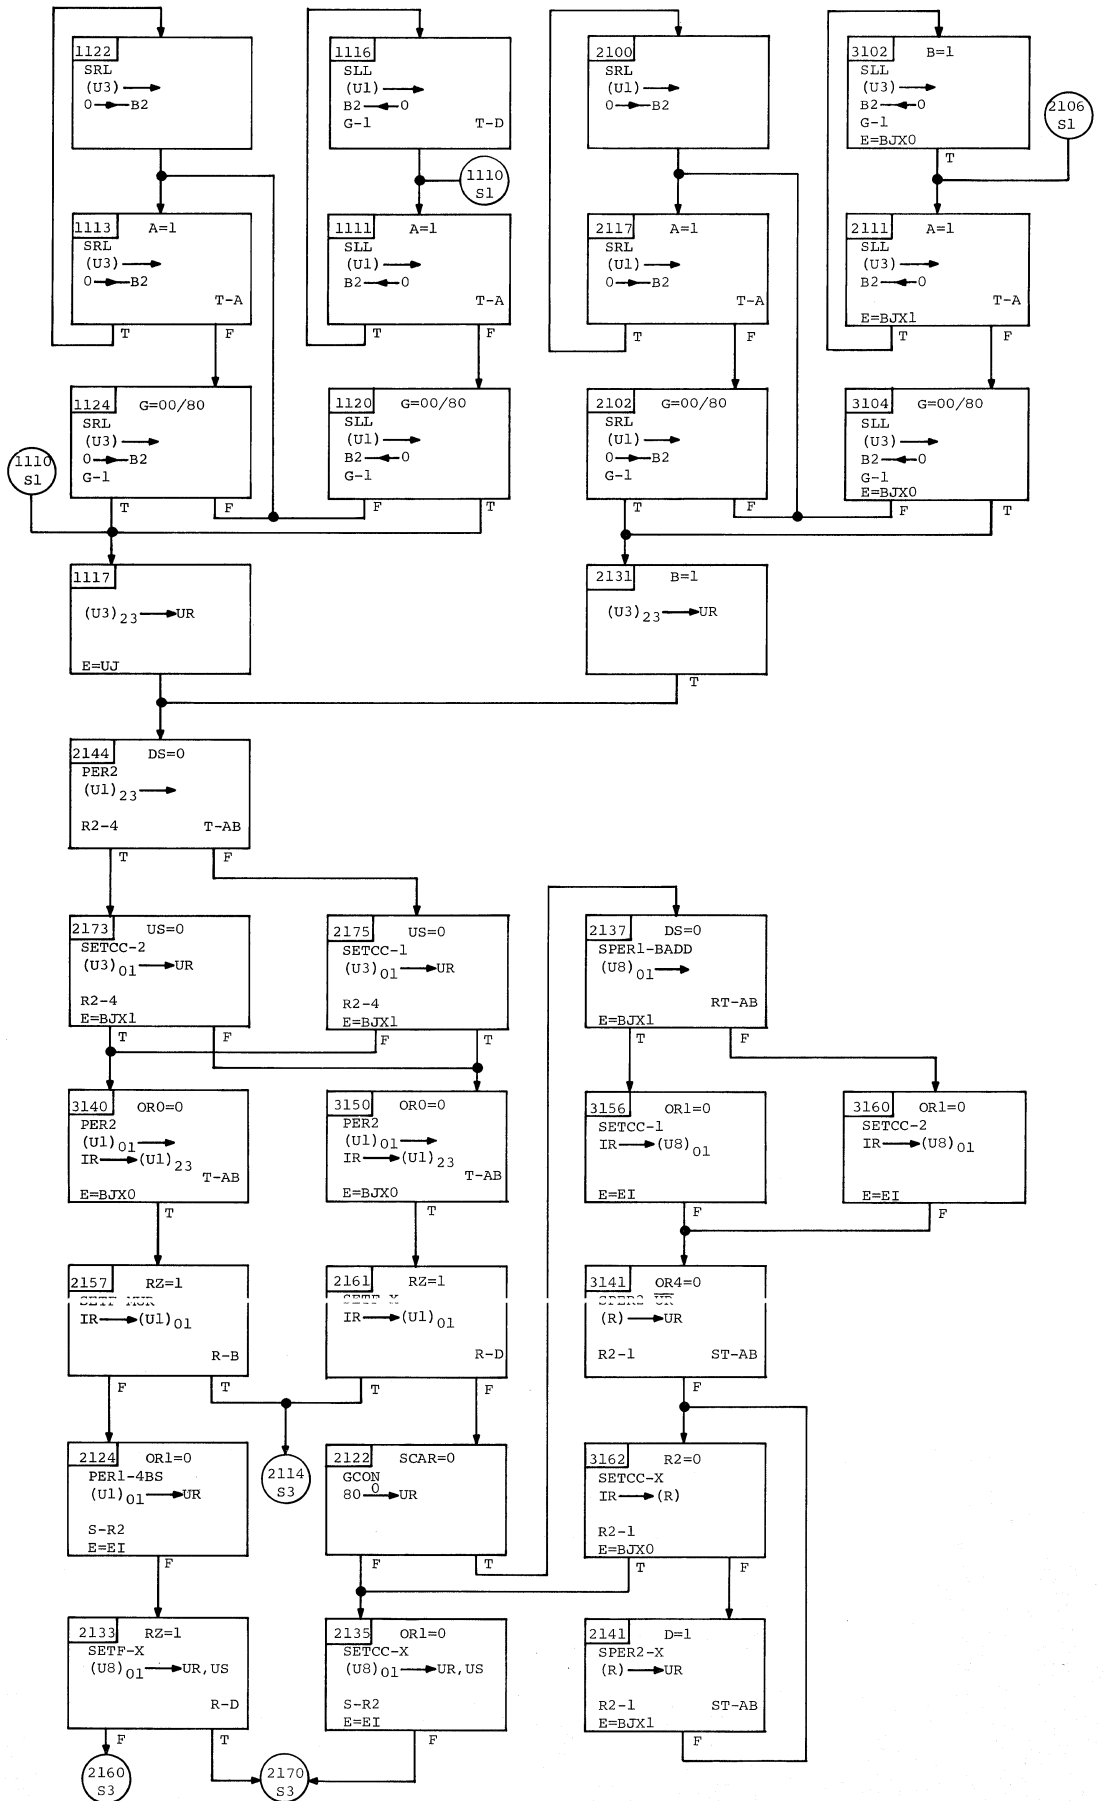 1122
SRL
(U3)
0 B2
1116
SLL
(U1)
B2 0
G-1 T-D
2100
SRL
(U1)
0 B2
3102 B=1
SLL
(U3)
B2 0
G-1
E=BJX0
T
2106
S1
1110
S1
1113 A=1
SRL
(U3)
0 B2
T-A
T F
1111 A=1
SLL
(U1)
B2 0
T-A
T F
2117 A=1
SRL
(U1)
0 B2
T-A
T F
2111 A=1
SLL
(U3)
B2 0
T-A
E=BJX1
T F
1124 G=00/80
SRL
(U3)
0 B2
G-1
T F
1120 G=00/80
SLL
(U1)
B2 0
G-1
F T
2102 G=00/80
SRL
(U1)
0 B2
G-1
T F
3104 G=00/80
SLL
(U3)
B2 0
G-1
E=BJX0
F T
1110
S1
1117
(U3)23 UR
E=UJ
2131 B=1
(U3)23 UR
T
2144 DS=0
PER2
(U1)23
R2-4 T-AB
T F
2173 US=0
SETCC-2
(U3)01 UR
R2-4
E=BJX1
T F
2175 US=0
SETCC-1
(U3)01 UR
R2-4
E=BJX1
F T
2137 DS=0
SPER1-BADD
(U8)01
RT-AB
E=BJX1
T F
3140 OR0=0
PER2
(U1)01
IR (U1)23
T-AB
E=BJX0
T
3150 OR0=0
PER2
(U1)01
IR (U1)23
T-AB
E=BJX0
T
3156 OR1=0
SETCC-1
IR (U8)01
E=EI
F
3160 OR1=0
SETCC-2
IR (U8)01
E=EI
F
2157 RZ=1
IR (U1)01
R-B
F T
2161 RZ=1
SETF-X
IR (U1)01
R-D
T F
3141 OR4=0
SPER2-UR
(R) UR
R2-1 ST-AB
F
2124 OR1=0
PER1-4BS
(U1)01 UR
S-R2
E=EI
F
2114
S3
2122 SCAR=0
GCON
80 0 UR
F T
3162 R2=0
SETCC-X
IR (R)
R2-1
E=BJX0
T F
2133 RZ=1
SETF-X
(U8)01 UR,US
R-D
F T
2135 OR1=0
SETCC-X
(U8)01 UR,US
S-R2
E=EI
F
2141 D=1
SPER2-X
(R) UR
R2-1 ST-AB
E=BJX1
F
2160
S3
2170
S3